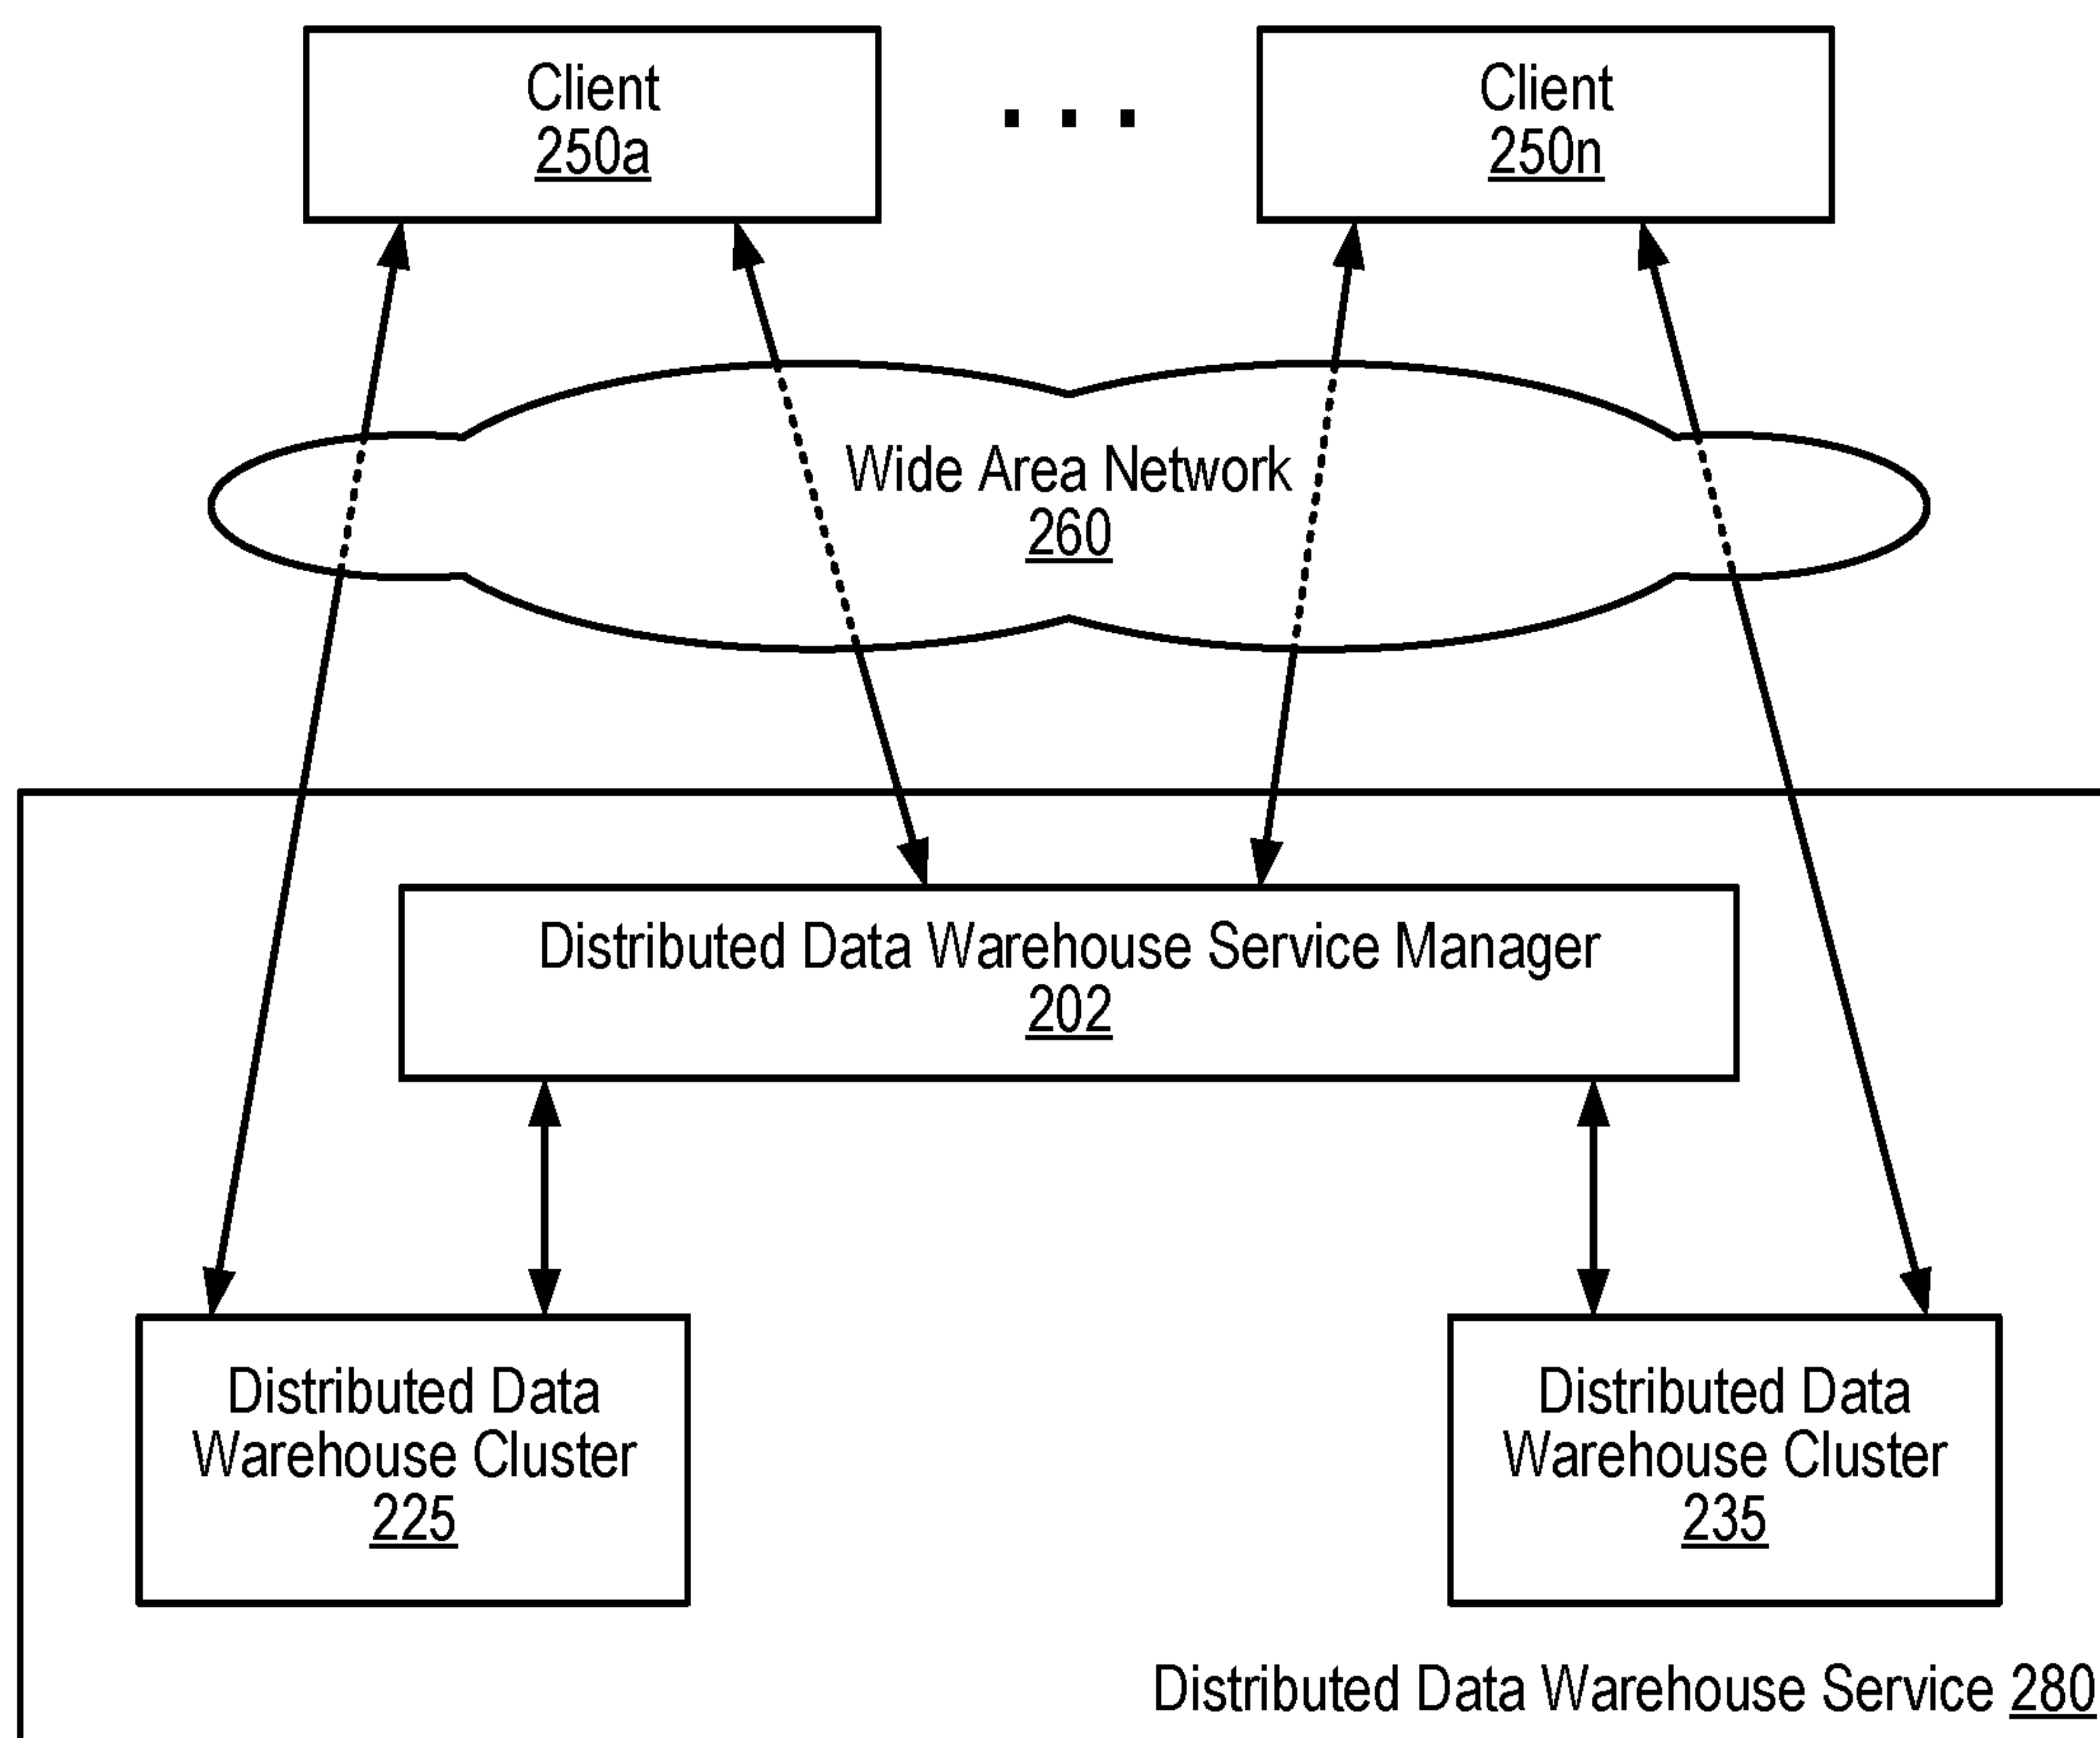 Client
250a
. . .
Client
250n
Wide Area Network
260
Distributed Data Warehouse Service Manager
202
Distributed Data
Warehouse Cluster
225
Distributed Data
Warehouse Cluster
235
Distributed Data Warehouse Service 280